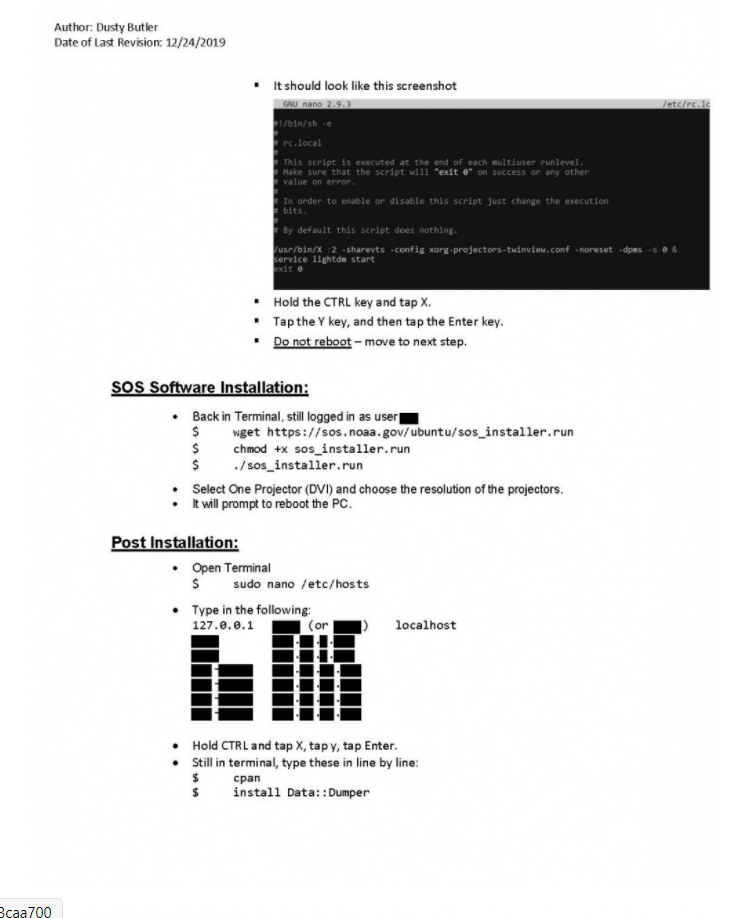 Author: Dusty Butler
Date of Last Revision: 12/24/2019
▪ It should look like this screenshot
GNU nano 2.9.3 /etc/rc.lc
#!/bin/sh -e
#
# rc.local
#
# This script is executed at the end of each multiuser runlevel.
# Make sure that the script will "exit 0" on success or any other
# value on error.
#
# In order to enable or disable this script just change the execution
# bits.
#
# By default this script does nothing.
/usr/bin/X :2 -sharevts -config xorg-projectors-twinview.conf -noreset -dpms -s 0 &
service lightdm start
exit 0
▪ Hold the CTRL key and tap X.
▪ Tap the Y key, and then tap the Enter key.
▪ Do not reboot – move to next step.
SOS Software Installation:
• Back in Terminal, still logged in as user
$ wget https://sos.noaa.gov/ubuntu/sos_installer.run
$ chmod +x sos_installer.run
$ ./sos_installer.run
• Select One Projector (DVI) and choose the resolution of the projectors.
• It will prompt to reboot the PC.
Post Installation:
• Open Terminal
$ sudo nano /etc/hosts
• Type in the following:
127.0.0.1 (or ) localhost
• Hold CTRL and tap X, tap y, tap Enter.
• Still in terminal, type these in line by line:
$ cpan
$ install Data::Dumper
3caa700